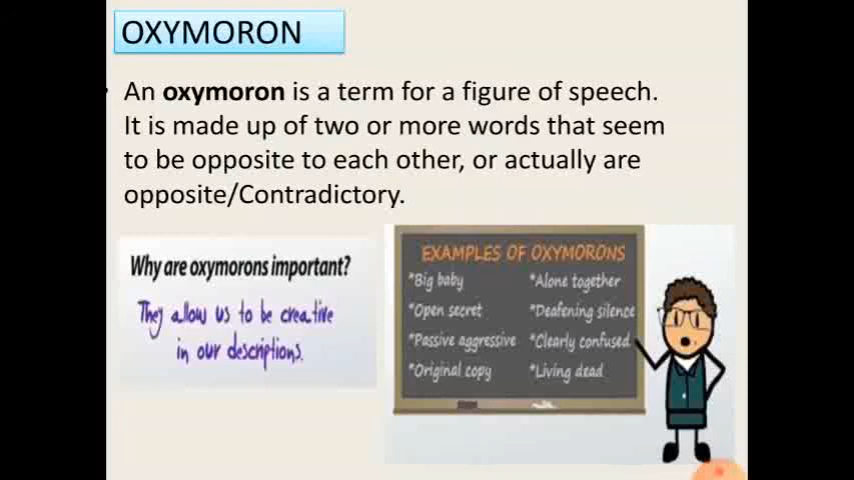 OXYMORON
• An oxymoron is a term for a figure of speech.
It is made up of two or more words that seem
to be opposite to each other, or actually are
opposite/Contradictory.
Why are oxymorons important?
They allow us to be creative
in our descriptions.
EXAMPLES OF OXYMORONS
*Big baby
*Open secret
*Passive aggressive
*Original copy
*Alone together
*Deafening silence
*Clearly confused
*Living dead